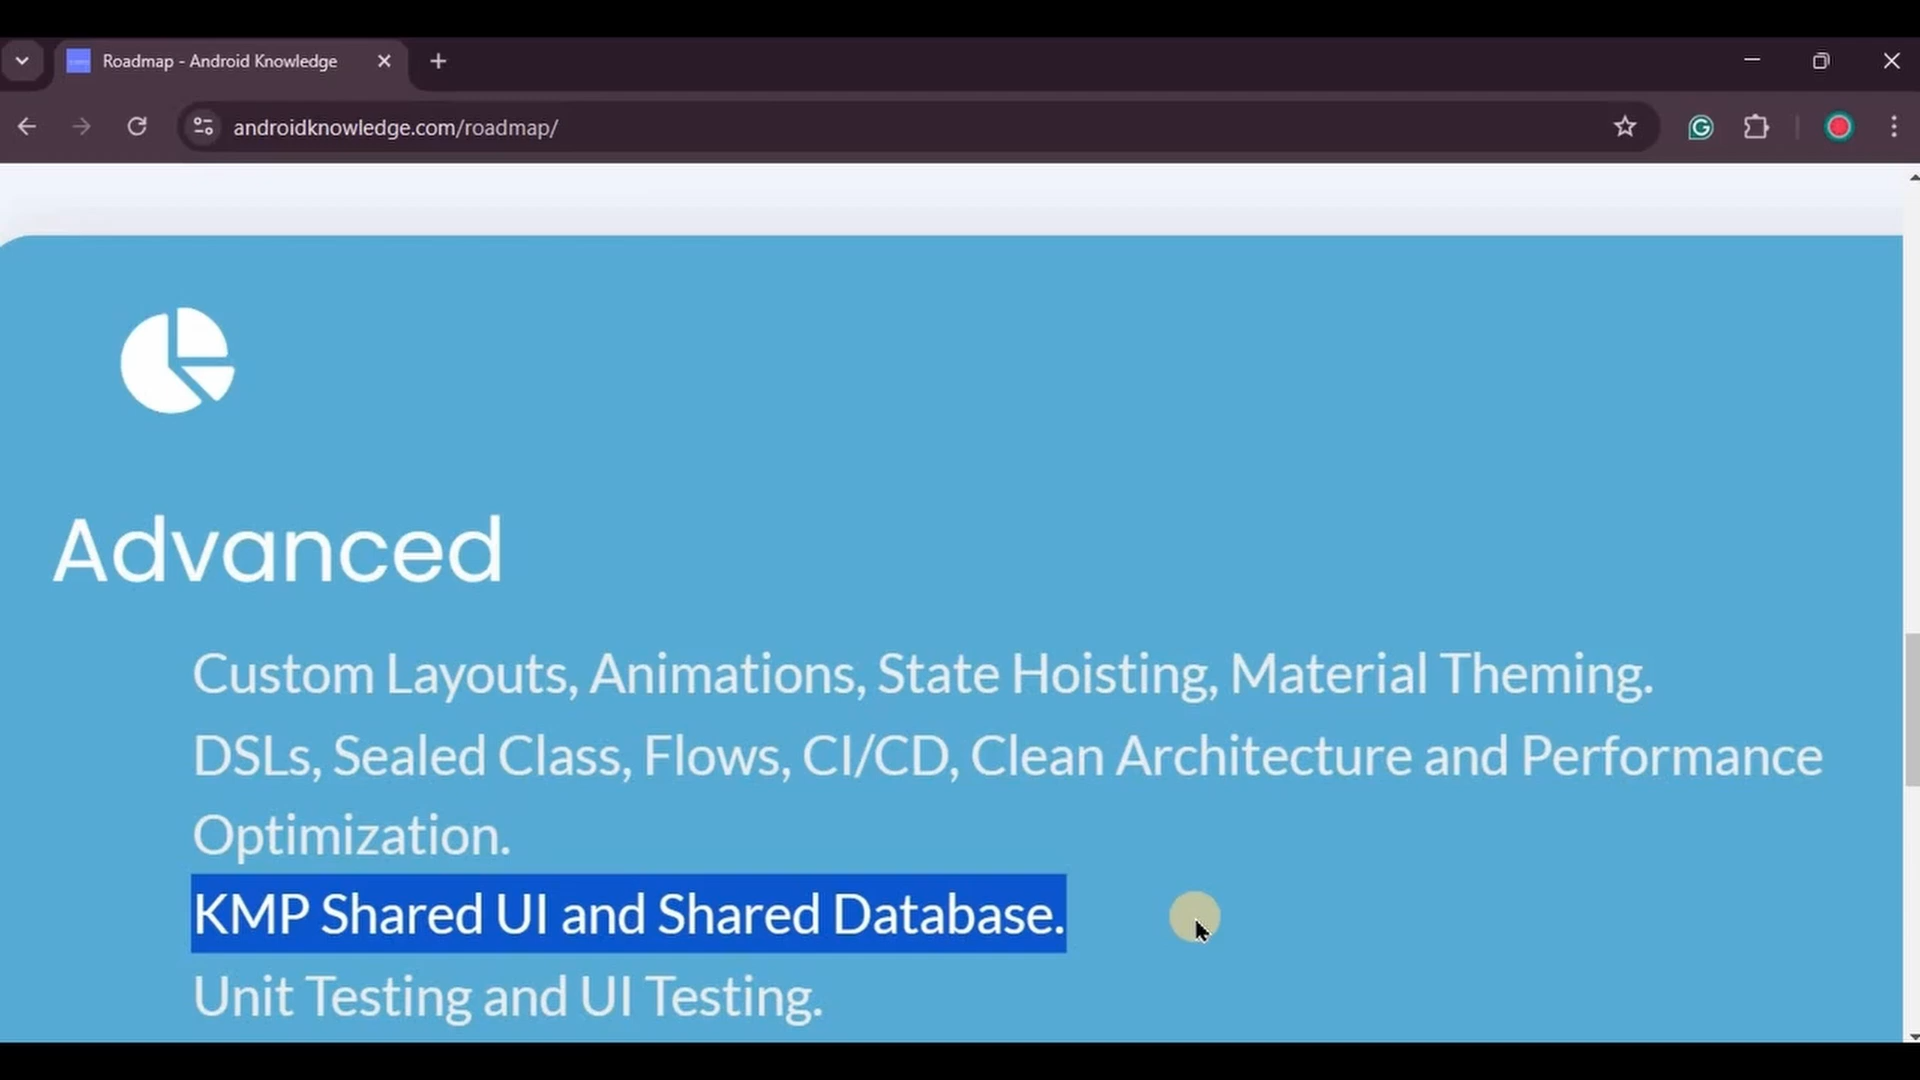 Roadmap - Android Knowledge
androidknowledge.com/roadmap/
Advanced
Custom Layouts, Animations, State Hoisting, Material Theming.
DSLs, Sealed Class, Flows, CI/CD, Clean Architecture and Performance
Optimization.
KMP Shared UI and Shared Database.
Unit Testing and UI Testing.